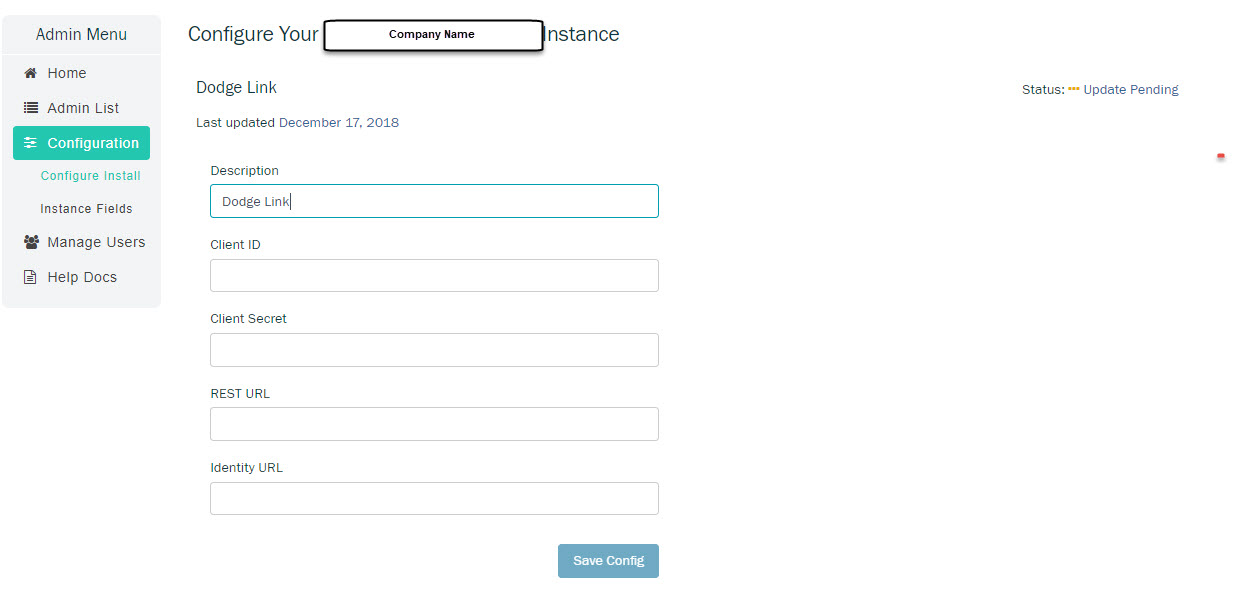 Admin Menu
Home
Admin List
Configuration
Configure Install
Instance Fields
Manage Users
Help Docs
Configure Your Company Name Instance
Dodge Link
Status: Update Pending
Last updated December 17, 2018
Description
Dodge Link
Client ID
Client Secret
REST URL
Identity URL
Save Config